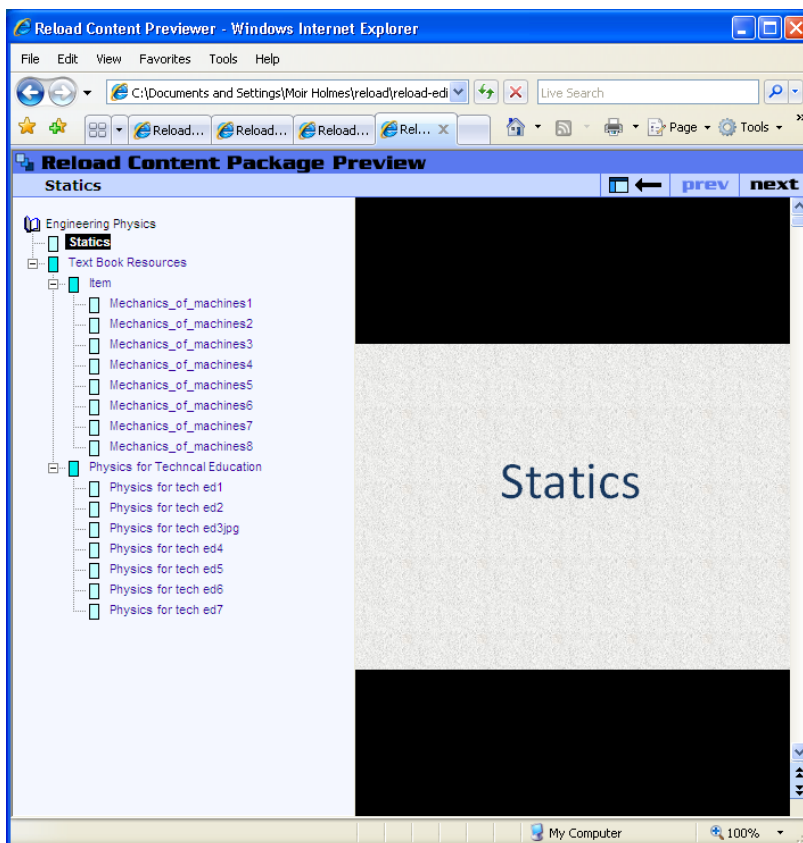 Reload Content Previewer - Windows Internet Explorer
File Edit View Favorites Tools Help
C:\Documents and Settings\Moir Holmes\reload\reload-edi
Live Search
Reload... Reload... Reload... Rel... X Page Tools »
Reload Content Package Preview
Statics prev next
Engineering Physics
Statics
Text Book Resources
Item
Mechanics_of_machines1
Mechanics_of_machines2
Mechanics_of_machines3
Mechanics_of_machines4
Mechanics_of_machines5
Mechanics_of_machines6
Mechanics_of_machines7
Mechanics_of_machines8
Physics for Techncal Education
Physics for tech ed1
Physics for tech ed2
Physics for tech ed3jpg
Physics for tech ed4
Physics for tech ed5
Physics for tech ed6
Physics for tech ed7
Statics
My Computer 100%